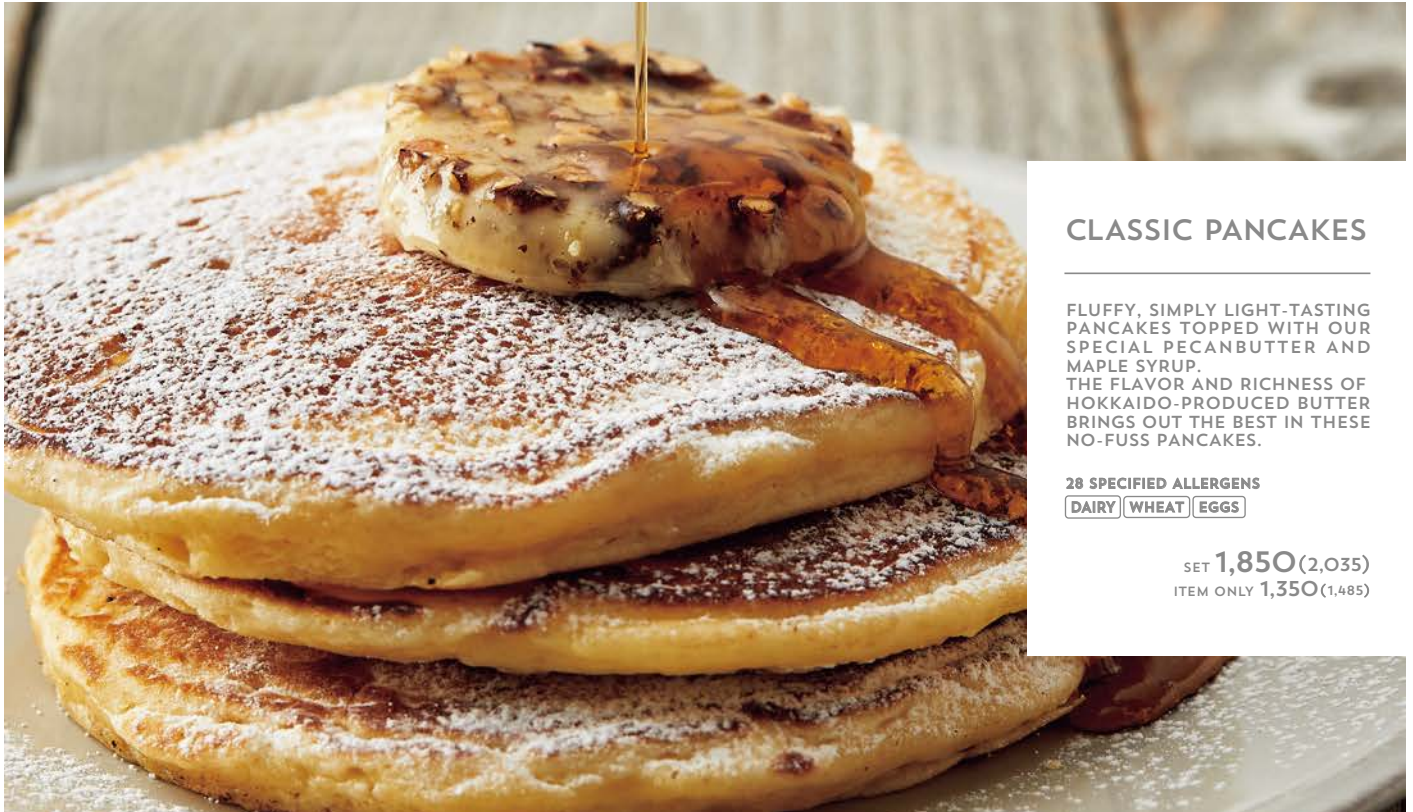 CLASSIC PANCAKES
FLUFFY, SIMPLY LIGHT-TASTING
PANCAKES TOPPED WITH OUR
SPECIAL PECANBUTTER AND
MAPLE SYRUP.
THE FLAVOR AND RICHNESS OF
HOKKAIDO-PRODUCED BUTTER
BRINGS OUT THE BEST IN THESE
NO-FUSS PANCAKES.
28 SPECIFIED ALLERGENS
DAIRY WHEAT EGGS
SET 1,850(2,035)
ITEM ONLY 1,350(1,485)